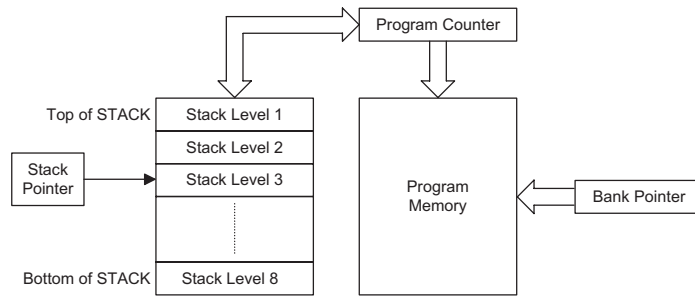 Program Counter
Top of STACK
Stack Level 1
Stack Level 2
Stack
Pointer
Stack Level 3
Program
Memory
Bank Pointer
Bottom of STACK
Stack Level 8